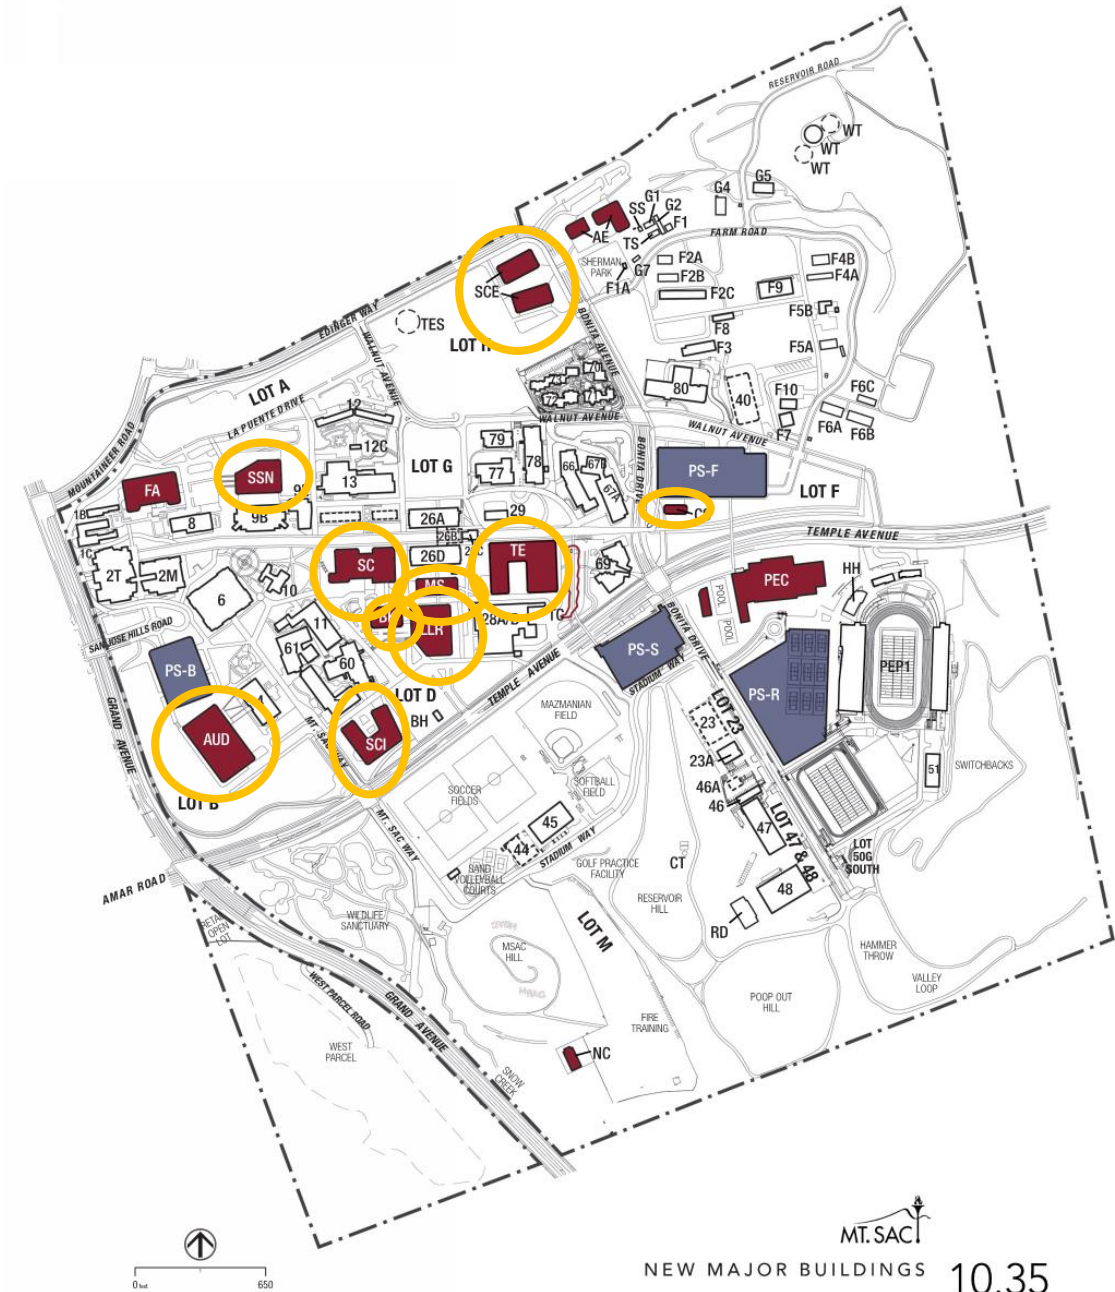 RESERVOIR ROAD
WT
WT
WT
G4
G5
SS
G1
G2
F1
AE
TS
FARM ROAD
SHERMAN
PARK
G7
F1A
F2A
F2B
F2C
F4B
F4A
F9
F5B
F8
F3
F5A
SCE
EDINGER WAY
TES
WALNUT AVENUE
BONITA AVENUE
LOT A
LA PUENTE DRIVE
12
12C
70L
72
71
80
40
F10
F7
F6C
F6A
F6B
WALNUT AVENUE
WALNUT AVENUE
MOUNTAINEER ROAD
79
77
78
66
67B
67A
BONITA DRIVE
LOT G
SSN
13
PS-F
LOT F
FA
1B
8
9B
26A
29
1C
26B
TEMPLE AVENUE
2T
2M
6
10
SC
26D
TE
69
MS
PEC
HH
POOL
POOL
11
LLR
SAN JOSE HILLS ROAD
61
60
PS-B
PS-S
BONITA DRIVE
STADIUM WAY
PEP1
PS-R
LOT D
TEMPLE AVENUE
BH
SCI
AUD
MT. SAC WAY
LOT B
GRAND AVENUE
MAZMANIAN
FIELD
LOT 23
23
23A
46A
46
47
LOT 47 & 48
51
SWITCHBACKS
SOCCER
FIELDS
SOFTBALL
FIELD
45
44
STADIUM WAY
MT. SAC WAY
SAND
VOLLEYBALL
COURTS
GOLF PRACTICE
FACILITY
CT
RESERVOIR
HILL
48
RD
LOT
50G
SOUTH
AMAR ROAD
RETAIN
OPEN
LOT
WILDLIFE
SANCTUARY
MSAC
HILL
LOT M
HAMMER
THROW
VALLEY
LOOP
POOP OUT
HILL
WEST PARCEL ROAD
GRAND AVENUE
WEST
PARCEL
FIRE
TRAINING
NC
SNOW
CREEK
MT. SAC
0 feet
650
NEW MAJOR BUILDINGS 10.35